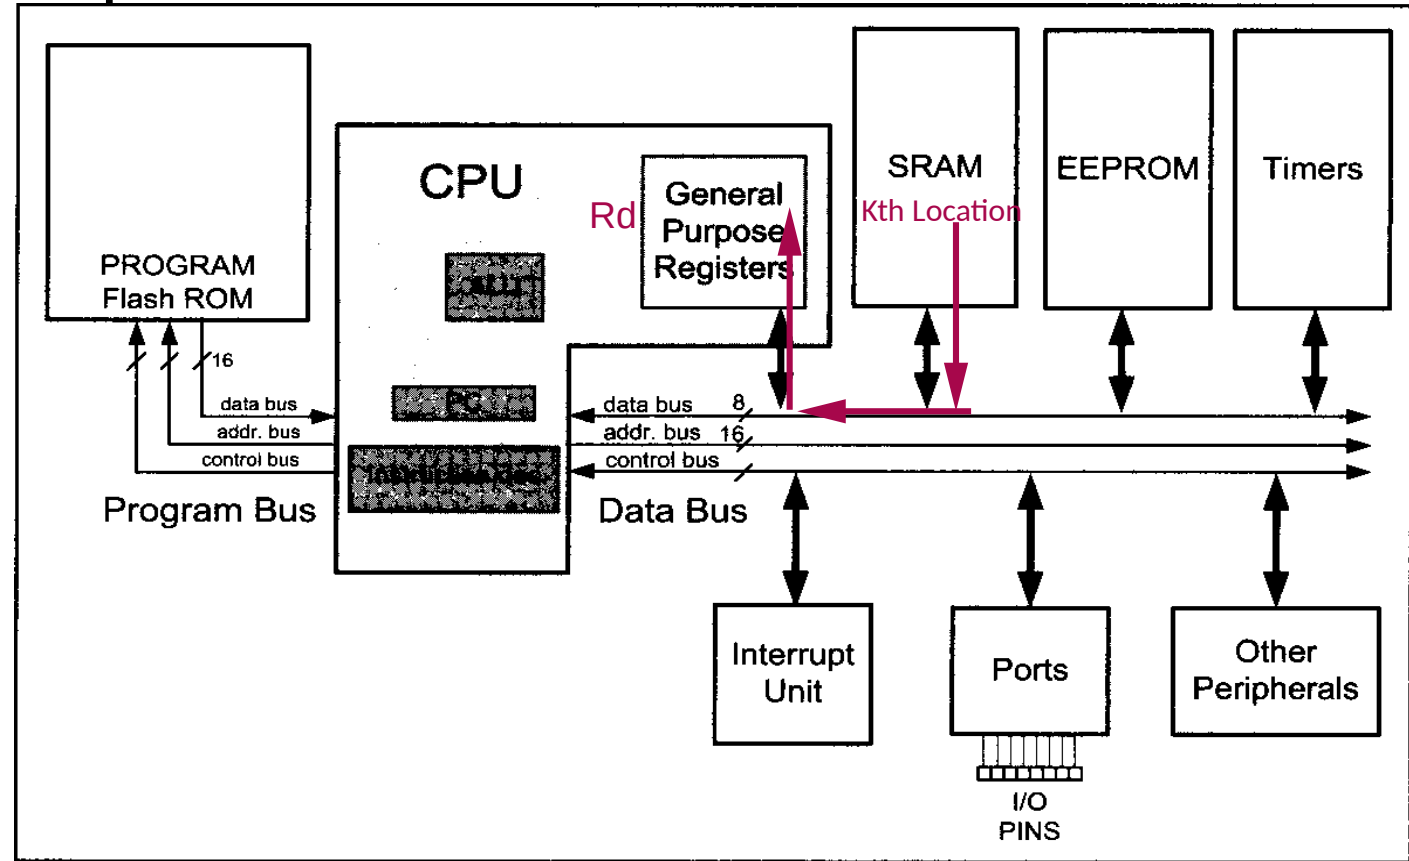 PROGRAM
Flash ROM
16
data bus
addr. bus
control bus
Program Bus
CPU
ALU
PC
Rd
General
Purpose
Registers
SRAM
Kth Location
EEPROM
Timers
data bus 8
addr. bus 16
control bus
Data Bus
Interrupt
Unit
Ports
I/O
PINS
Other
Peripherals